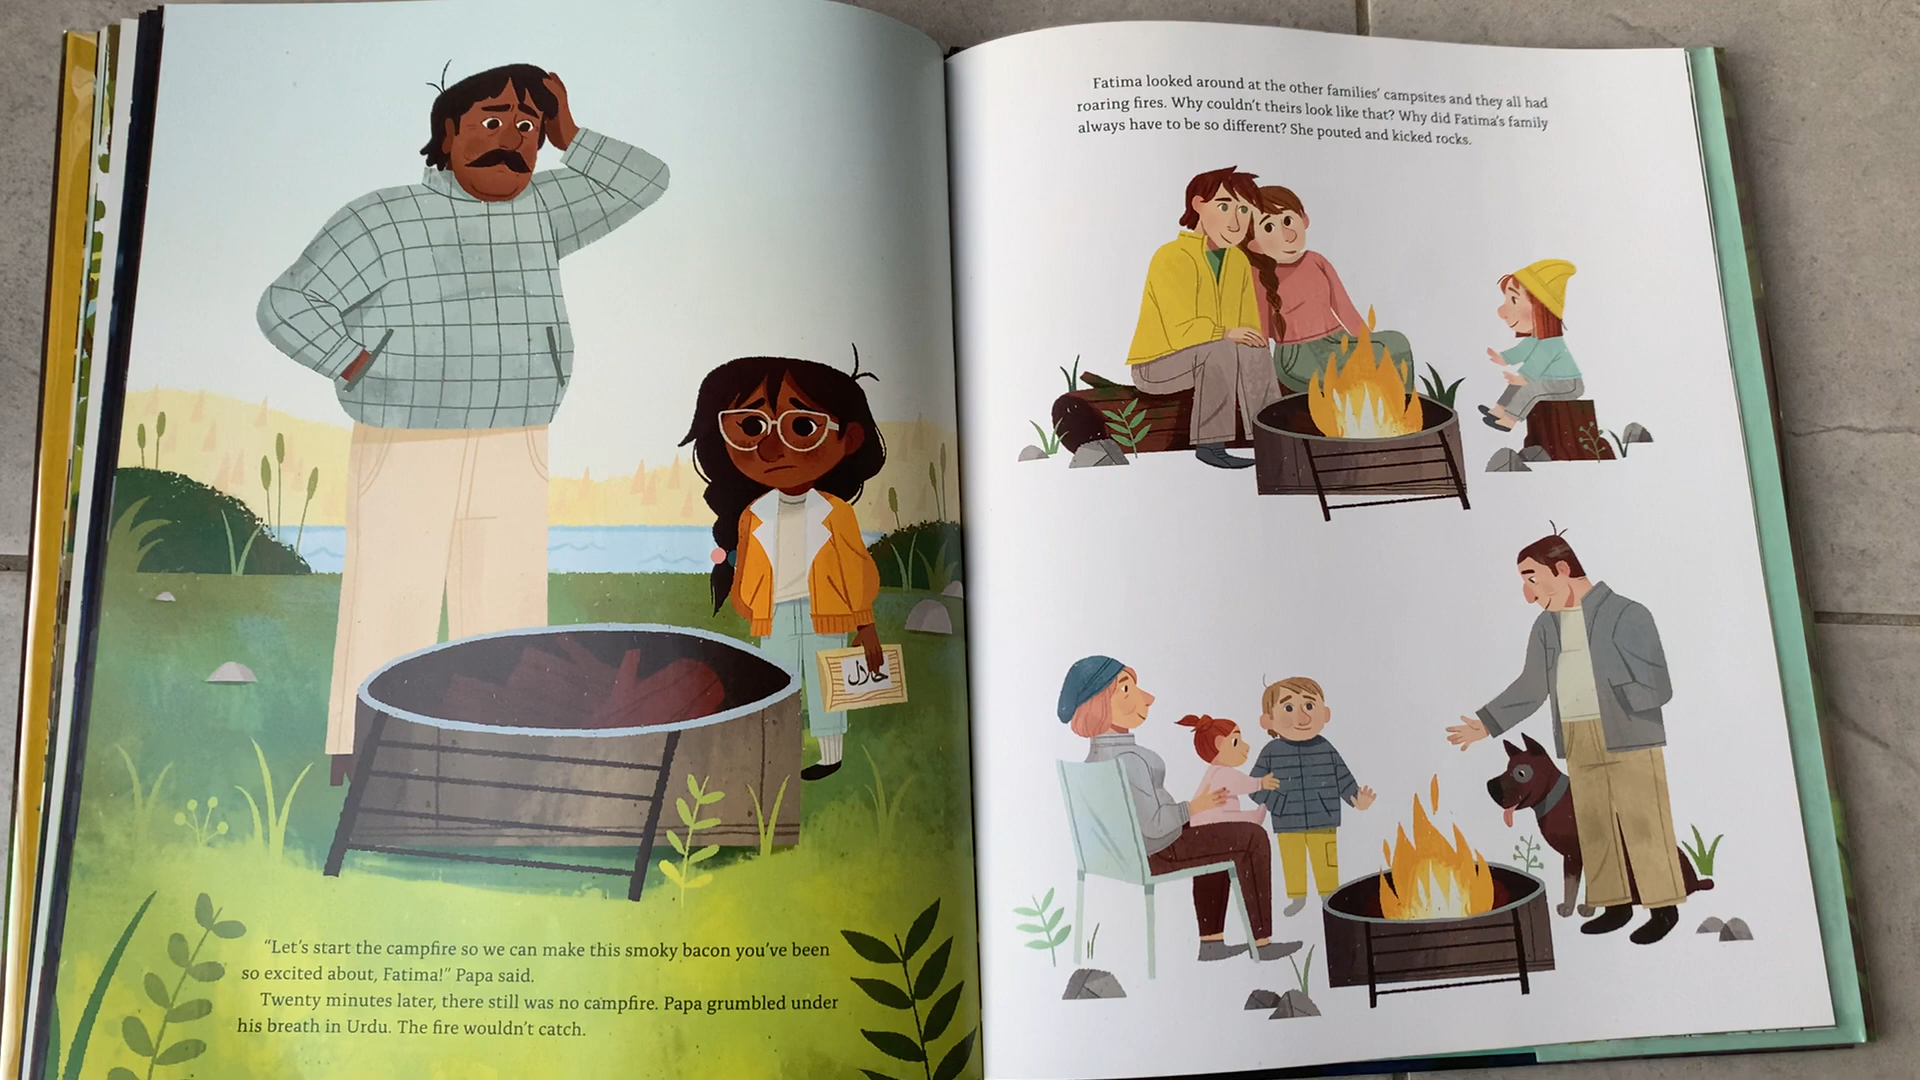 حلال
“Let’s start the campfire so we can make this smoky bacon you’ve been
so excited about, Fatima!” Papa said.
Twenty minutes later, there still was no campfire. Papa grumbled under
his breath in Urdu. The fire wouldn’t catch.
Fatima looked around at the other families’ campsites and they all had
roaring fires. Why couldn’t theirs look like that? Why did Fatima’s family
always have to be so different? She pouted and kicked rocks.